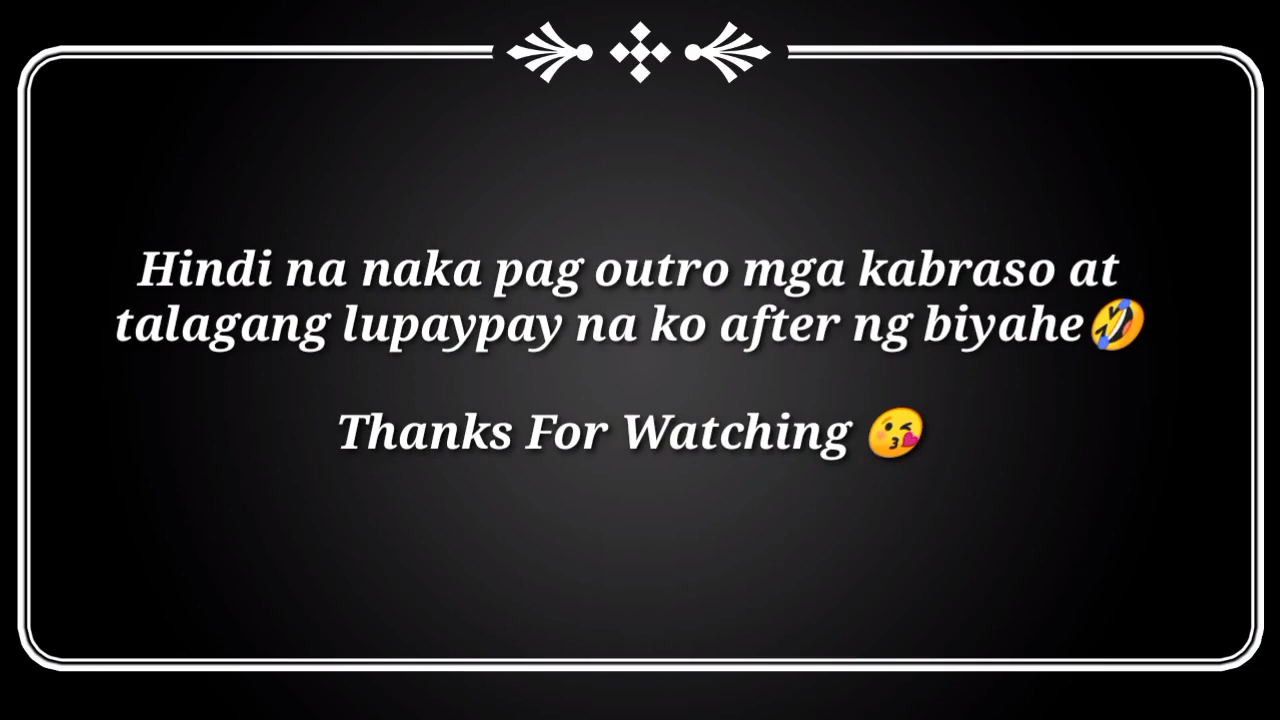 Hindi na naka pag outro mga kabraso at
talagang lupaypay na ko after ng biyahe🤣
Thanks For Watching 😘